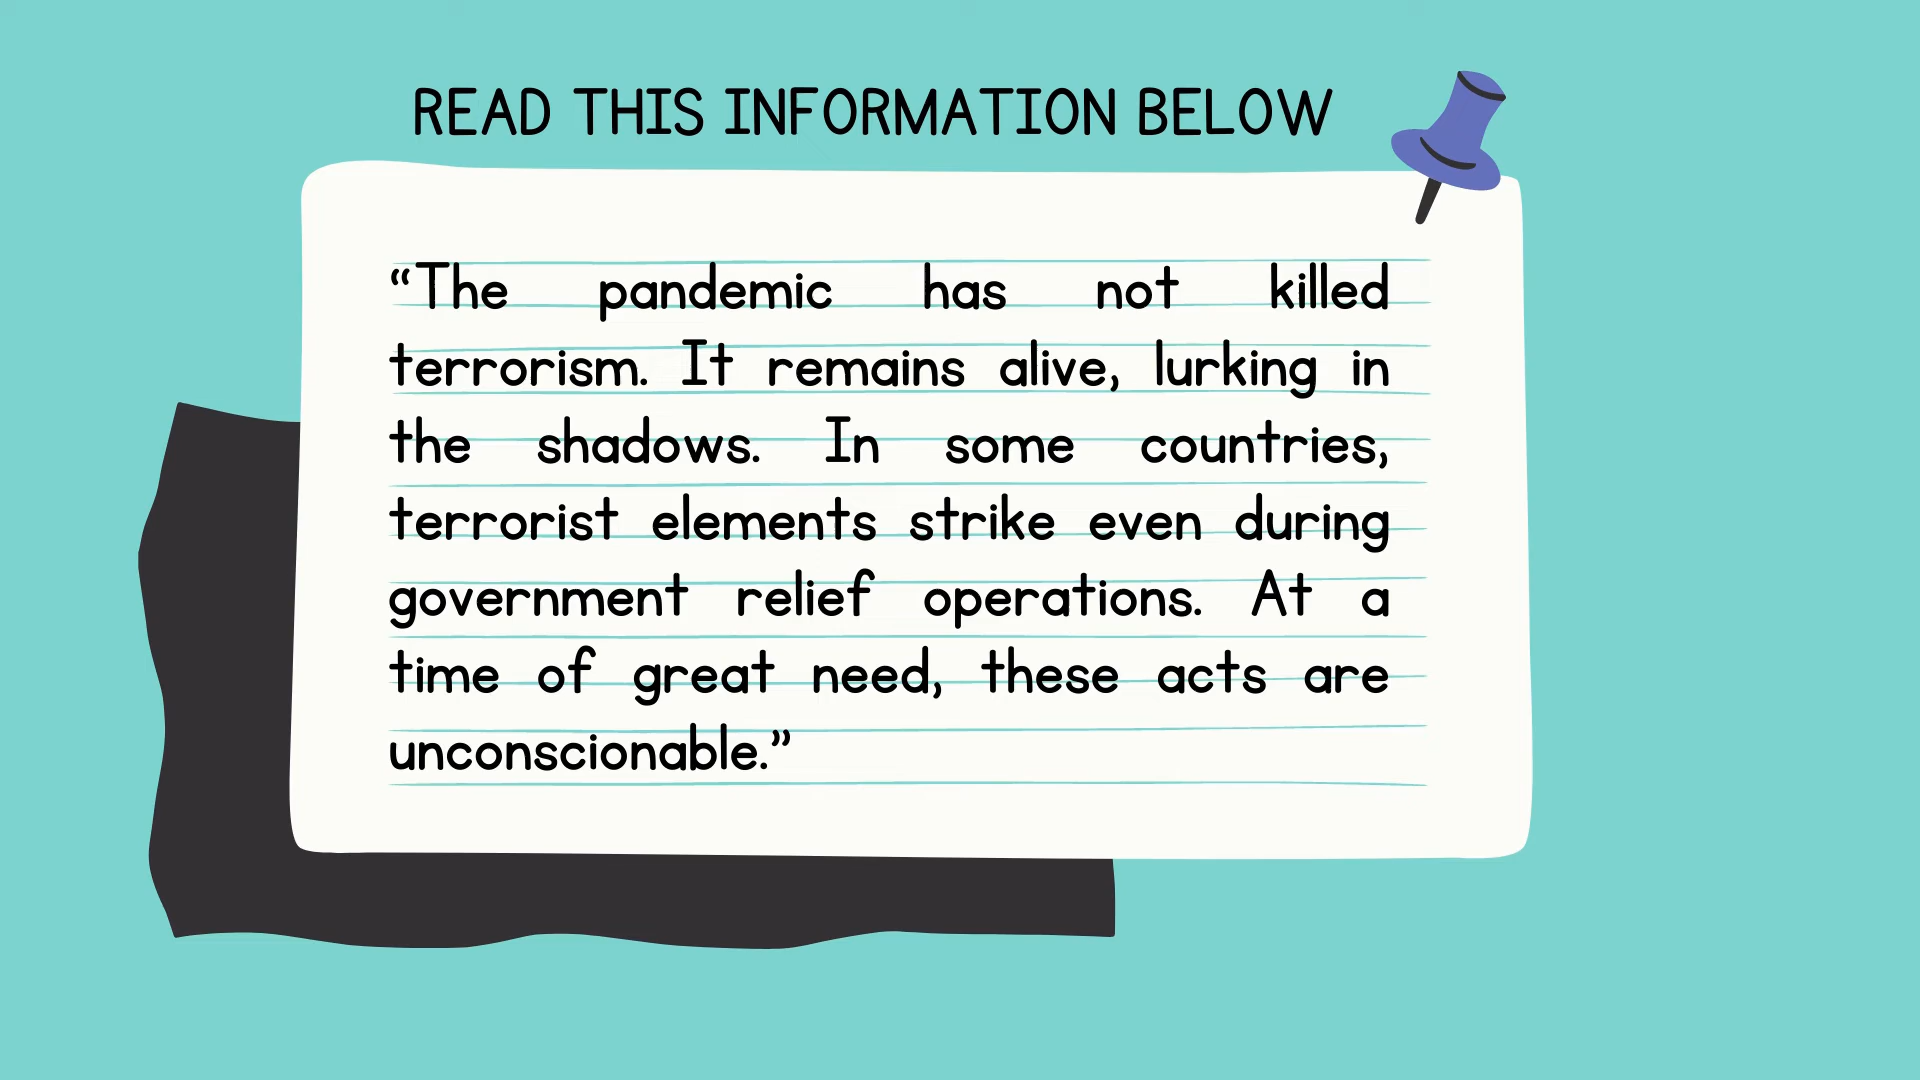 READ THIS INFORMATION BELOW
“The pandemic has not killed
terrorism. It remains alive, lurking in
the shadows. In some countries,
terrorist elements strike even during
government relief operations. At a
time of great need, these acts are
unconscionable.”